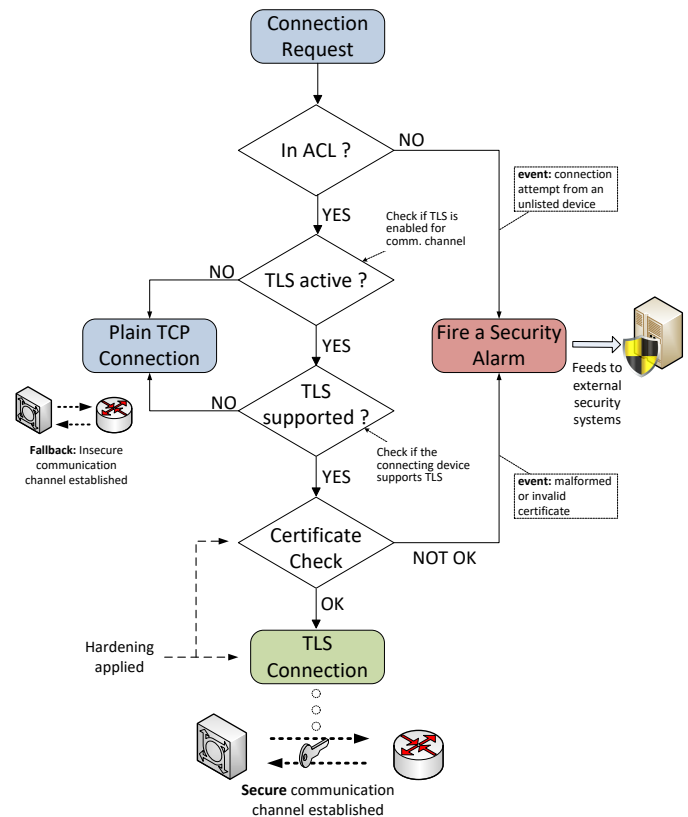 Connection
Request
In ACL ?
NO
event: connection
attempt from an
unlisted device
YES
Check if TLS is
enabled for
comm. channel
NO
TLS active ?
Plain TCP
Connection
YES
Fire a Security
Alarm
Feeds to
external
security
systems
NO
TLS
supported ?
Fallback: Insecure
communication
channel established
Check if the
connecting device
supports TLS
YES
event: malformed
or invalid
certificate
Certificate
Check
NOT OK
OK
Hardening
applied
TLS
Connection
Secure communication
channel established